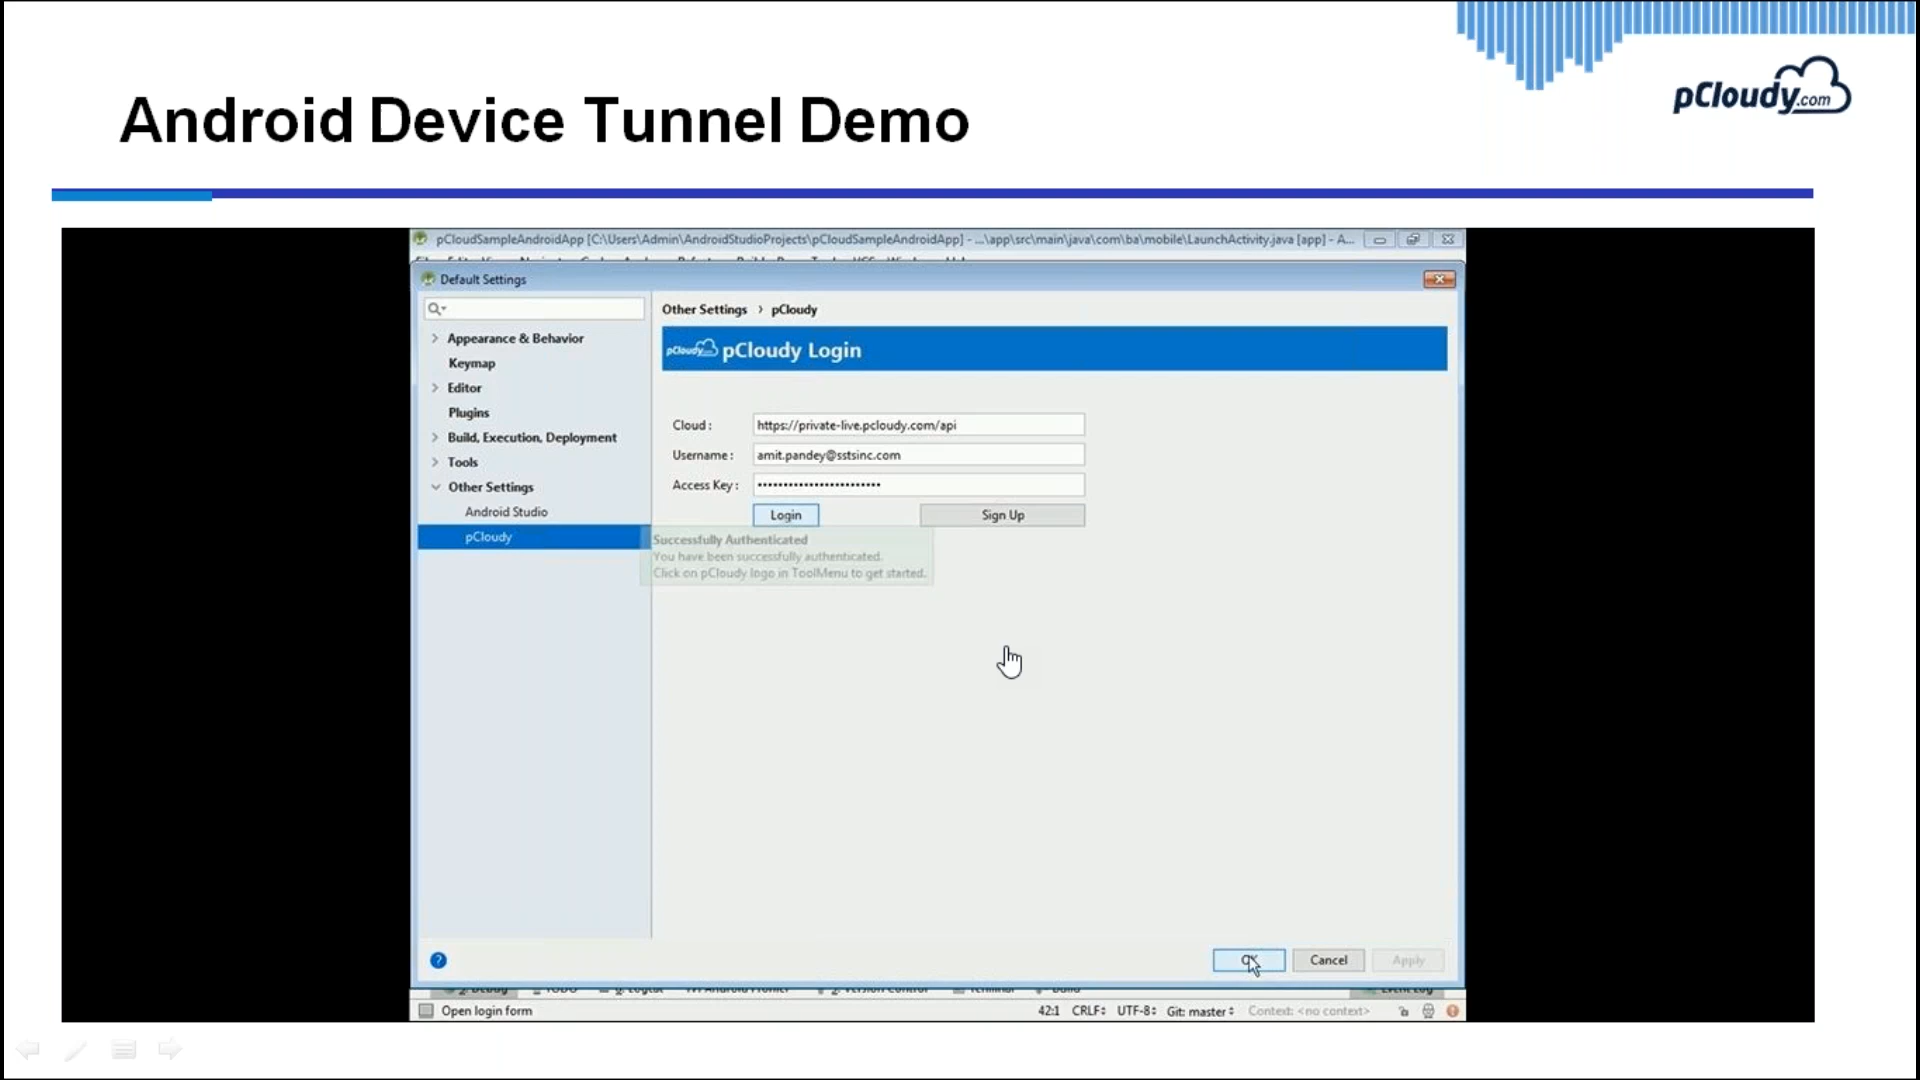 pCloudy.com
Android Device Tunnel Demo
pCloudSampleAndroidApp [C:\Users\Admin\AndroidStudioProjects\pCloudSampleAndroidApp] - ...\app\src\main\java\com\ba\mobile\LaunchActivity.java [app] - A...
Default Settings
Other Settings > pCloudy
Appearance & Behavior
pCloudy Login
Keymap
Editor
Plugins
Cloud : https://private-live.pcloudy.com/api
Build, Execution, Deployment
Username : amit.pandey@sstsinc.com
Tools
Access Key : ••••••••••••••••••••••••
Other Settings
Android Studio
Login Sign Up
pCloudy
Successfully Authenticated
You have been successfully authenticated.
Click on pCloudy logo in ToolMenu to get started.
OK Cancel Apply
Open login form 42:1 CRLF UTF-8 Git: master Context: <no context>